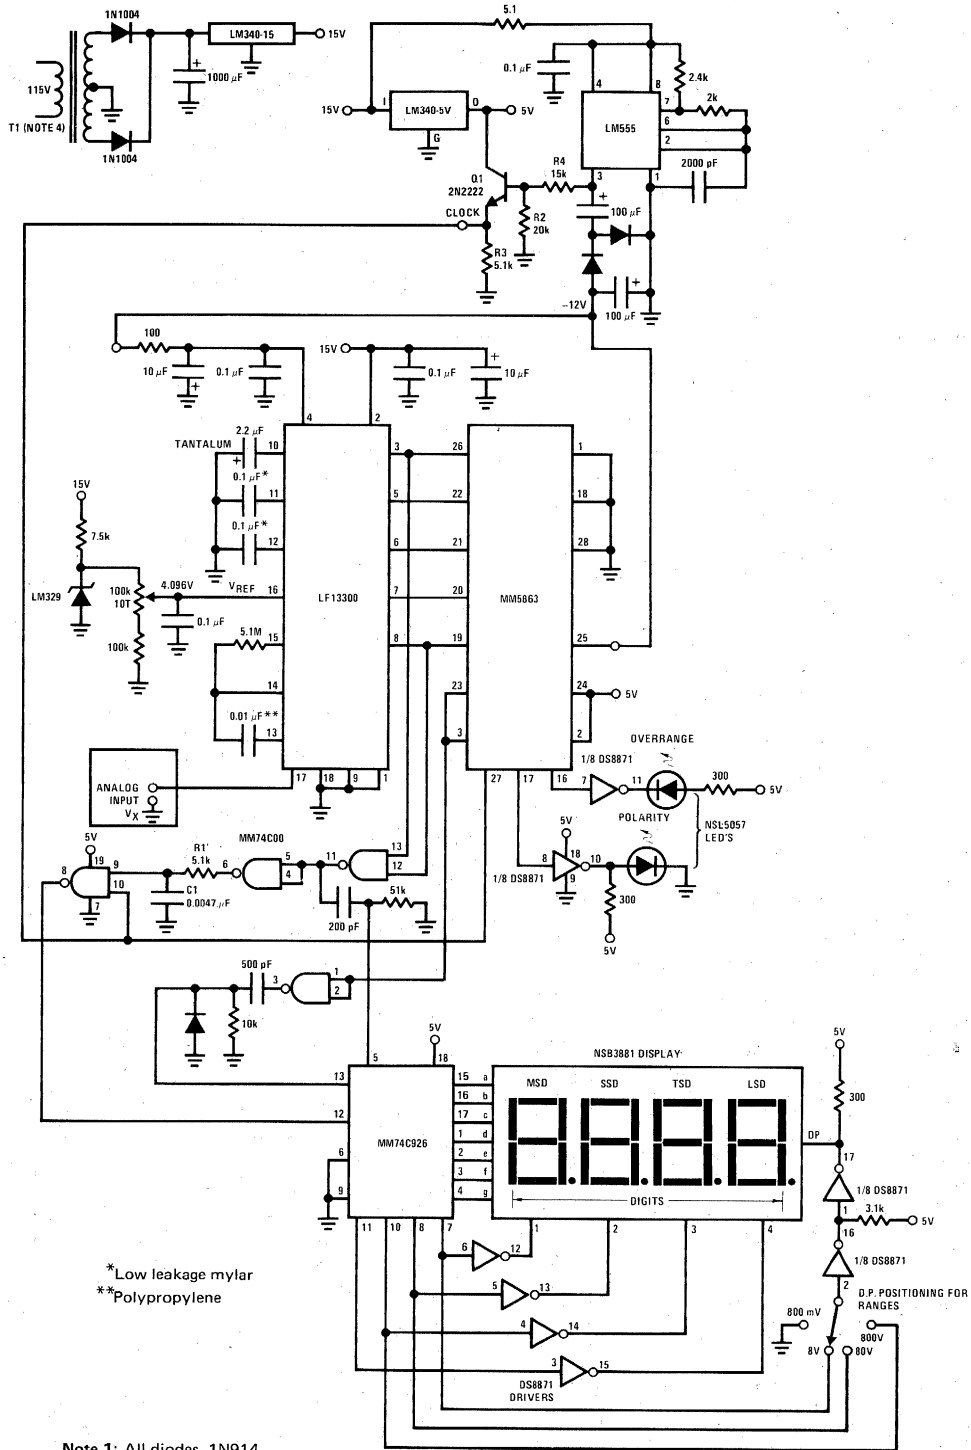 1N1004
LM340-15
15V
115V
1000 µF
T1 (NOTE 4)
1N1004
5.1
0.1 µF
4
8
2.4k
15V
I
LM340-5V
O
5V
G
LM555
7
2k
6
2
2000 pF
3
1
R4
15k
Q1
2N2222
CLOCK
R2
20k
R3
5.1k
100 µF
-12V
100 µF
100
10 µF
0.1 µF
15V
0.1 µF
10 µF
4
2
TANTALUM
2.2 µF
10
3
26
1
0.1 µF*
11
5
22
18
0.1 µF*
12
6
21
28
15V
7.5k
LM329
100k
10T
4.096V
VREF
16
LF13300
7
20
MM5863
0.1 µF
100k
5.1M
15
8
19
25
14
23
24
5V
0.01 µF**
13
3
2
17
18
9
1
27
17
16
ANALOG
INPUT
VX
OVERRANGE
1/8 DS8871
7
11
300
5V
POLARITY
NSL5057
LED'S
5V
8
18
10
9
1/8 DS8871
300
5V
MM74C00
5V
8
19
9
10
7
R1
5.1k
6
5
4
11
13
12
C1
0.0047 µF
200 pF
51k
500 pF
3
1
2
10k
5V
5
18
13
12
6
9
MM74C926
15
a
16
b
17
c
1
d
2
e
3
f
4
g
11
10
8
7
NSB3881 DISPLAY
MSD
SSD
TSD
LSD
DIGITS
DP
1
2
3
4
5V
300
17
1/8 DS8871
1
3.1k
5V
16
1/8 DS8871
2
D.P. POSITIONING FOR
RANGES
800 mV
800V
8V
80V
6
12
5
13
4
14
3
15
DS8871
DRIVERS
*Low leakage mylar
**Polypropylene
Note 1: All diodes 1N914